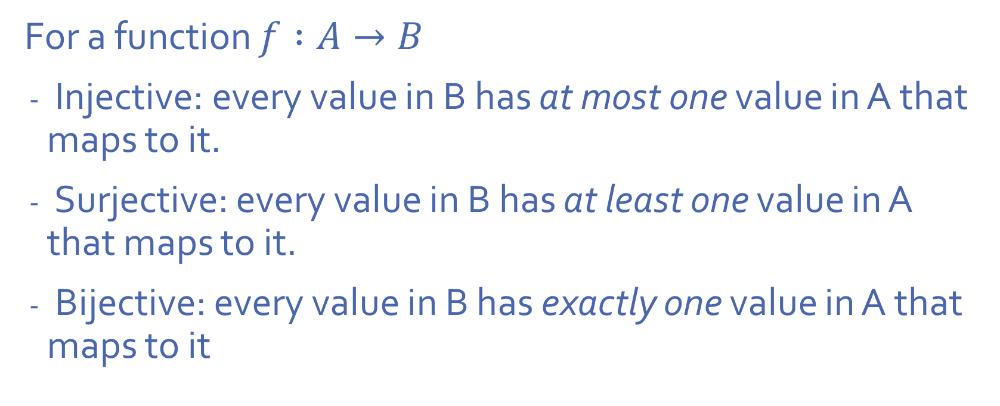 For a function f : A → B
- Injective: every value in B has at most one value in A that
maps to it.
- Surjective: every value in B has at least one value in A
that maps to it.
- Bijective: every value in B has exactly one value in A that
maps to it